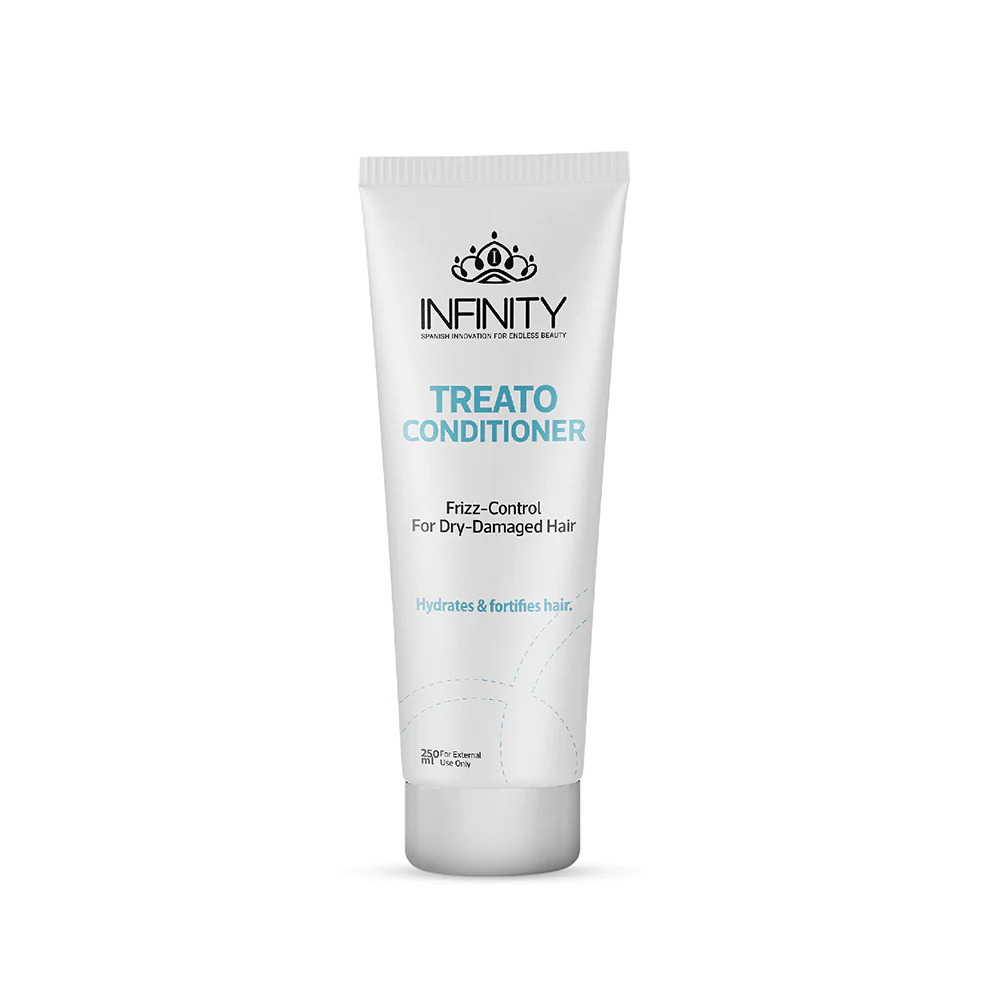 INFINITY
SPANISH INNOVATION FOR ENDLESS BEAUTY
TREATO
CONDITIONER
Frizz-Control
For Dry-Damaged Hair
Hydrates & fortifies hair.
250 ml
For External
Use Only